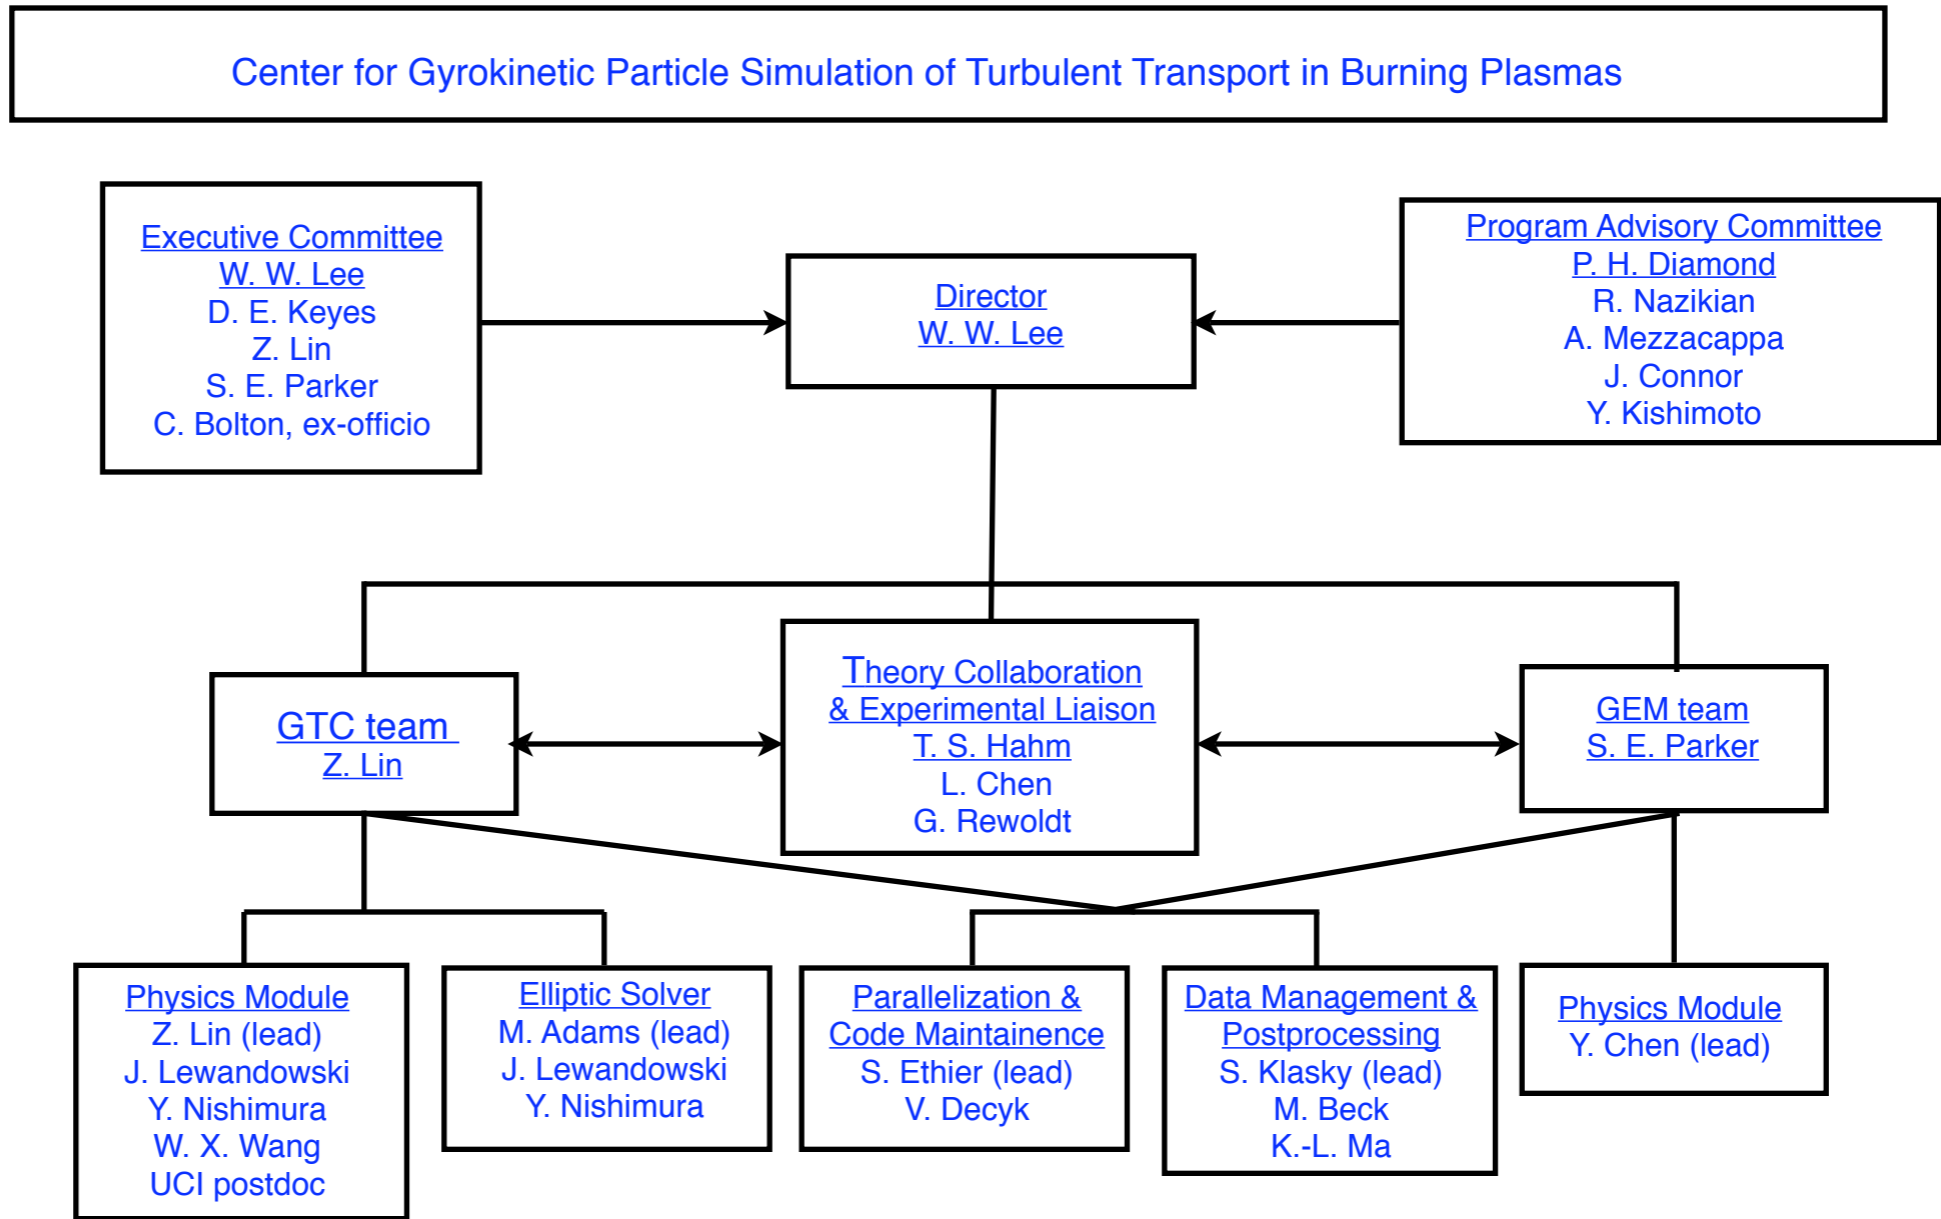 Center for Gyrokinetic Particle Simulation of Turbulent Transport in Burning Plasmas
Executive Committee
W. W. Lee
D. E. Keyes
Z. Lin
S. E. Parker
C. Bolton, ex-officio
Director
W. W. Lee
Program Advisory Committee
P. H. Diamond
R. Nazikian
A. Mezzacappa
J. Connor
Y. Kishimoto
GTC team
Z. Lin
Theory Collaboration
& Experimental Liaison
T. S. Hahm
L. Chen
G. Rewoldt
GEM team
S. E. Parker
Physics Module
Z. Lin (lead)
J. Lewandowski
Y. Nishimura
W. X. Wang
UCI postdoc
Elliptic Solver
M. Adams (lead)
J. Lewandowski
Y. Nishimura
Parallelization &
Code Maintainence
S. Ethier (lead)
V. Decyk
Data Management &
Postprocessing
S. Klasky (lead)
M. Beck
K.-L. Ma
Physics Module
Y. Chen (lead)